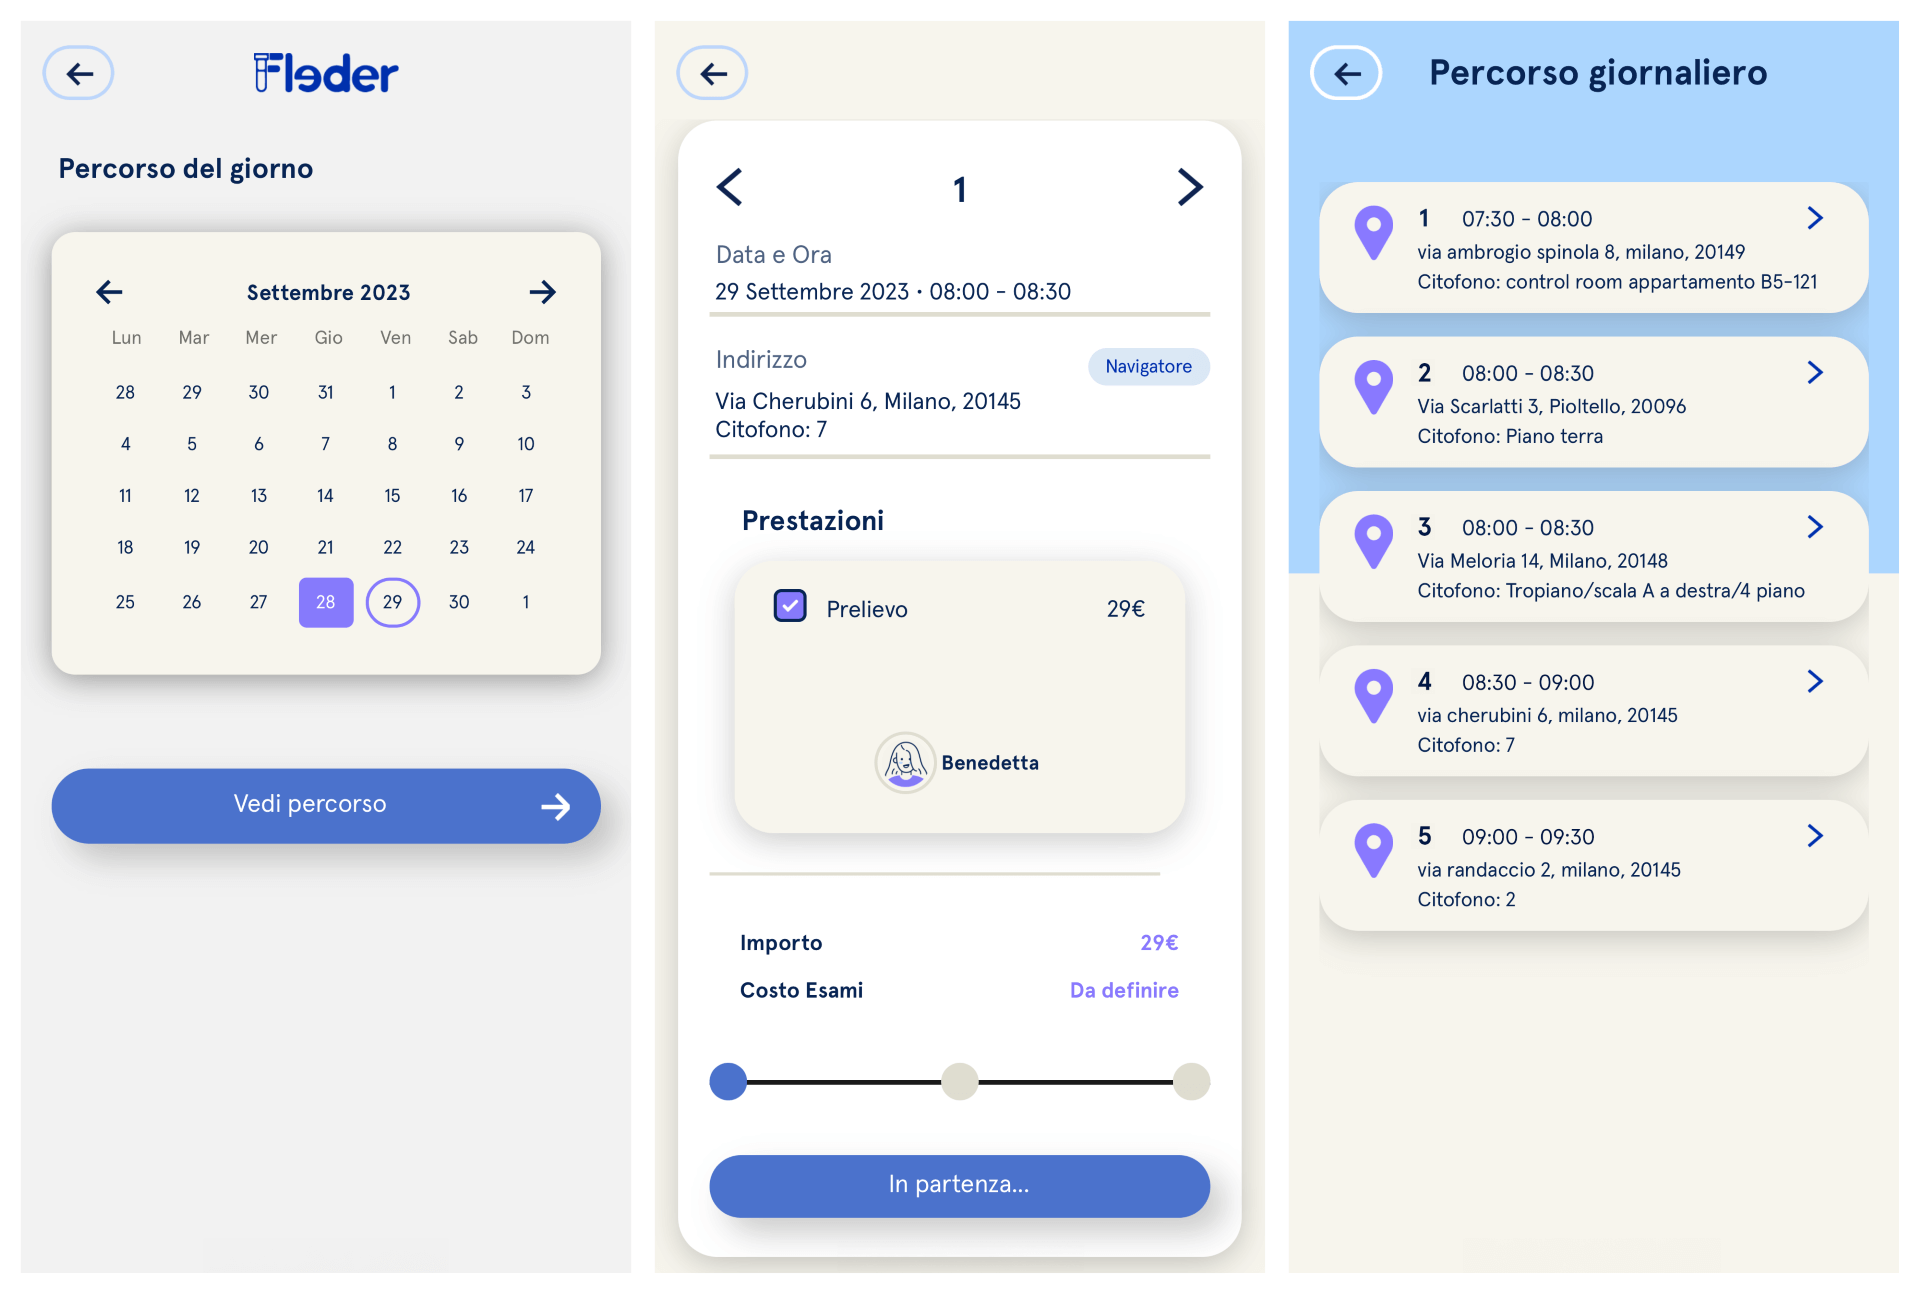 Fleder
Percorso del giorno
Settembre 2023
Lun Mar Mer Gio Ven Sab Dom
28 29 30 31 1 2 3
4 5 6 7 8 9 10
11 12 13 14 15 16 17
18 19 20 21 22 23 24
25 26 27 28 29 30 1
Vedi percorso
1
Data e Ora
29 Settembre 2023 • 08:00 - 08:30
Indirizzo
Navigatore
Via Cherubini 6, Milano, 20145
Citofono: 7
Prestazioni
Prelievo 29€
Benedetta
Importo 29€
Costo Esami Da definire
In partenza...
Percorso giornaliero
1 07:30 - 08:00
via ambrogio spinola 8, milano, 20149
Citofono: control room appartamento B5-121
2 08:00 - 08:30
Via Scarlatti 3, Pioltello, 20096
Citofono: Piano terra
3 08:00 - 08:30
Via Meloria 14, Milano, 20148
Citofono: Tropiano/scala A a destra/4 piano
4 08:30 - 09:00
via cherubini 6, milano, 20145
Citofono: 7
5 09:00 - 09:30
via randaccio 2, milano, 20145
Citofono: 2